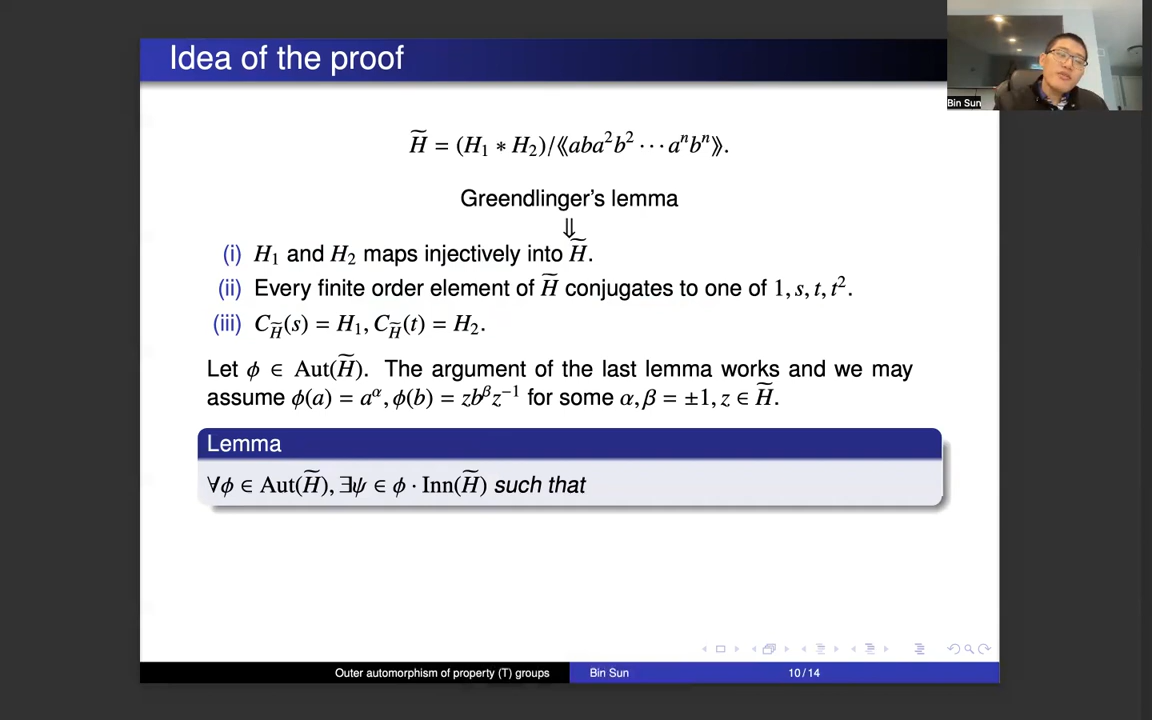 Idea of the proof
Bin Sun
H̃ = (H₁ ∗ H₂)/⟪aba²b² ⋯ aⁿbⁿ⟫.
Greendlinger's lemma
⇓
(i) H₁ and H₂ maps injectively into H̃.
(ii) Every finite order element of H̃ conjugates to one of 1, s, t, t².
(iii) C_H̃(s) = H₁, C_H̃(t) = H₂.
Let ϕ ∈ Aut(H̃). The argument of the last lemma works and we may
assume ϕ(a) = a^α, ϕ(b) = zb^βz⁻¹ for some α, β = ±1, z ∈ H̃.
Lemma
∀ϕ ∈ Aut(H̃), ∃ψ ∈ ϕ · Inn(H̃) such that
Outer automorphism of property (T) groups
Bin Sun
10/14